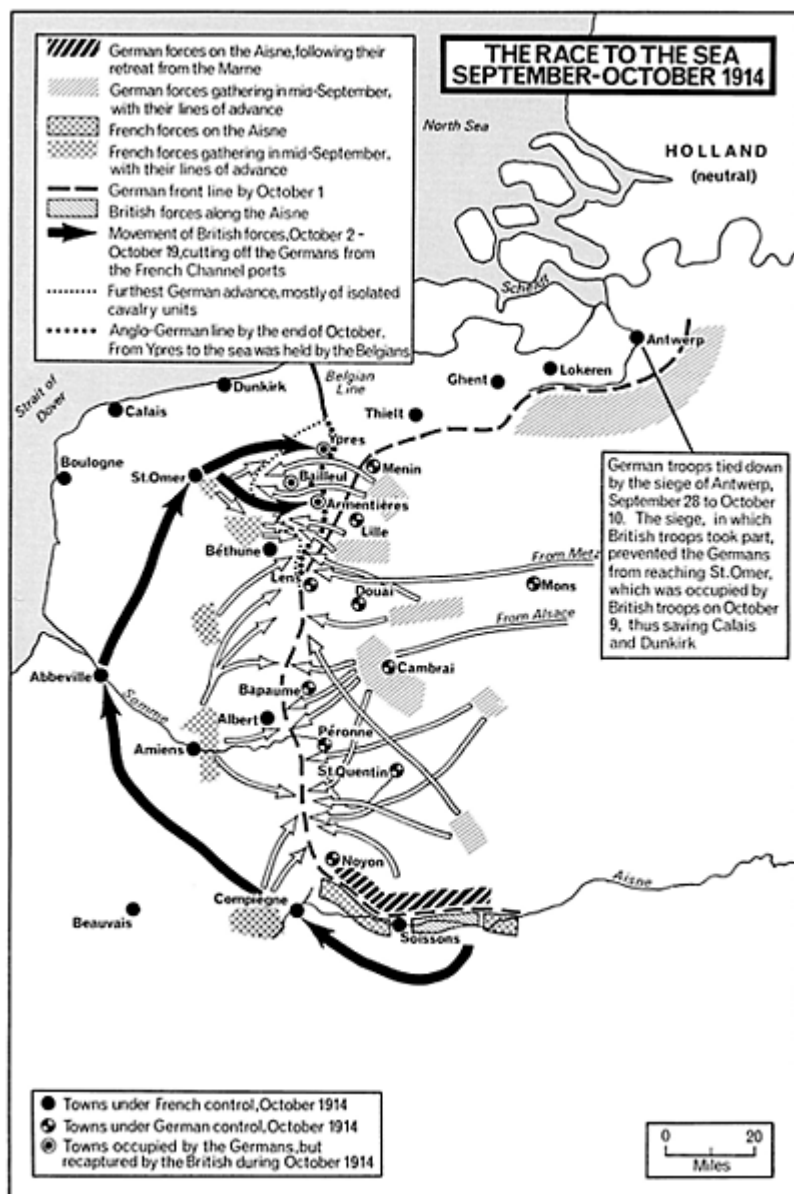 THE RACE TO THE SEA
SEPTEMBER-OCTOBER 1914
German forces on the Aisne, following their
retreat from the Marne
German forces gathering in mid-September,
with their lines of advance
French forces on the Aisne
French forces gathering in mid-September,
with their lines of advance
German front line by October 1
British forces along the Aisne
Movement of British forces, October 2 -
October 19, cutting off the Germans from
the French Channel ports
Furthest German advance, mostly of isolated
cavalry units
Anglo-German line by the end of October.
From Ypres to the sea was held by the Belgians
North Sea
HOLLAND
(neutral)
Scheldt
Antwerp
Strait of
Dover
Dunkirk
Calais
Belgian
Line
Ghent
Lokeren
Thielt
Boulogne
St.Omer
Ypres
Menin
Bailleul
Armentières
Lille
Béthune
Lens
Douai
From Metz
Mons
From Alsace
German troops tied down
by the siege of Antwerp,
September 28 to October
10. The siege, in which
British troops took part,
prevented the Germans
from reaching St.Omer,
which was occupied by
British troops on October
9, thus saving Calais
and Dunkirk
Abbeville
Somme
Cambrai
Bapaume
Albert
Amiens
Péronne
St.Quentin
Noyon
Aisne
Compiègne
Beauvais
Soissons
Towns under French control, October 1914
Towns under German control, October 1914
Towns occupied by the Germans, but
recaptured by the British during October 1914
0 20
Miles